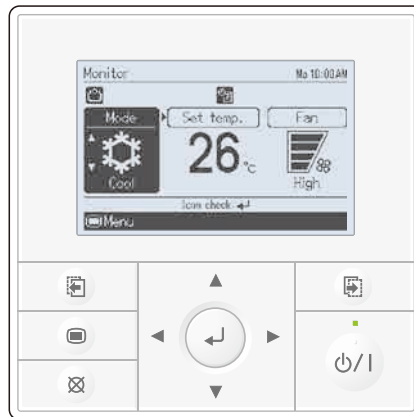 Monitor Mo 10:00AM
Mode Set temp. Fan
26 °C
Cool High
Icon check
Menu